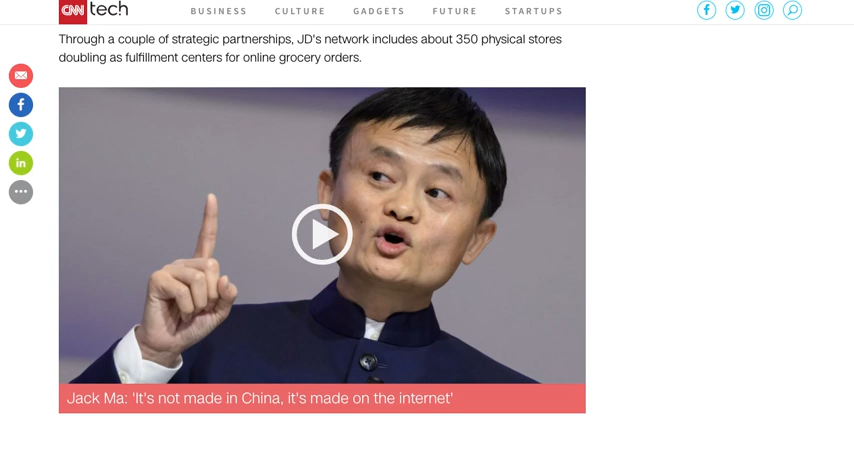 CNN tech
BUSINESS CULTURE GADGETS FUTURE STARTUPS
Through a couple of strategic partnerships, JD's network includes about 350 physical stores
doubling as fulfillment centers for online grocery orders.
Jack Ma: 'It's not made in China, it's made on the internet'